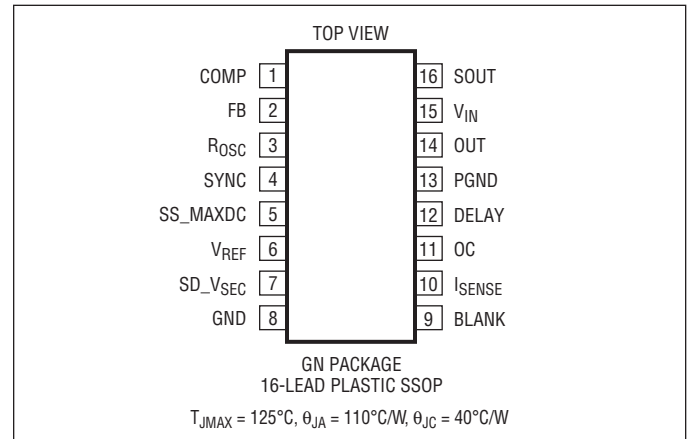 TOP VIEW
COMP 1
FB 2
ROSC 3
SYNC 4
SS_MAXDC 5
VREF 6
SD_VSEC 7
GND 8
16 SOUT
15 VIN
14 OUT
13 PGND
12 DELAY
11 OC
10 ISENSE
9 BLANK
GN PACKAGE
16-LEAD PLASTIC SSOP
TJMAX = 125°C, θJA = 110°C/W, θJC = 40°C/W